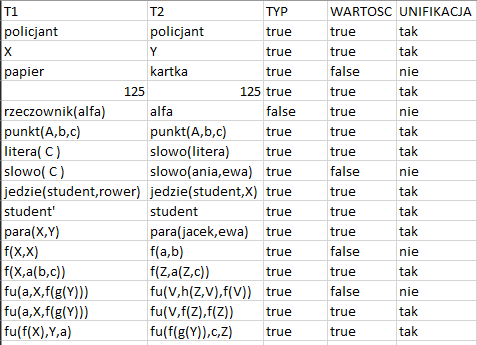 T1 T2 TYP WARTOSC UNIFIKACJA
policjant policjant true true tak
X Y true true tak
papier kartka true false nie
125 125 true true tak
rzeczownik(alfa) alfa false true nie
punkt(A,b,c) punkt(A,b,c) true true tak
litera( C ) slowo(litera) true true tak
slowo( C ) slowo(ania,ewa) true false nie
jedzie(student,rower) jedzie(student,X) true true tak
student' student true true tak
para(X,Y) para(jacek,ewa) true true tak
f(X,X) f(a,b) true false nie
f(X,a(b,c)) f(Z,a(Z,c)) true true tak
fu(a,X,f(g(Y))) fu(V,h(Z,V),f(V)) true false nie
fu(a,X,f(g(Y))) fu(V,f(Z),f(Z)) true true tak
fu(f(X),Y,a) fu(f(g(Y)),c,Z) true true tak